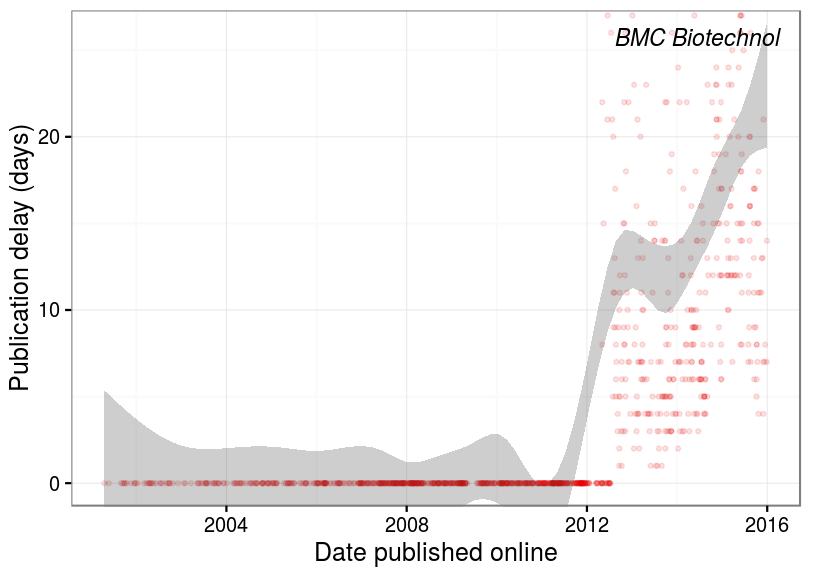 BMC Biotechnol
Publication delay (days)
20
10
0
2004 2008 2012 2016
Date published online